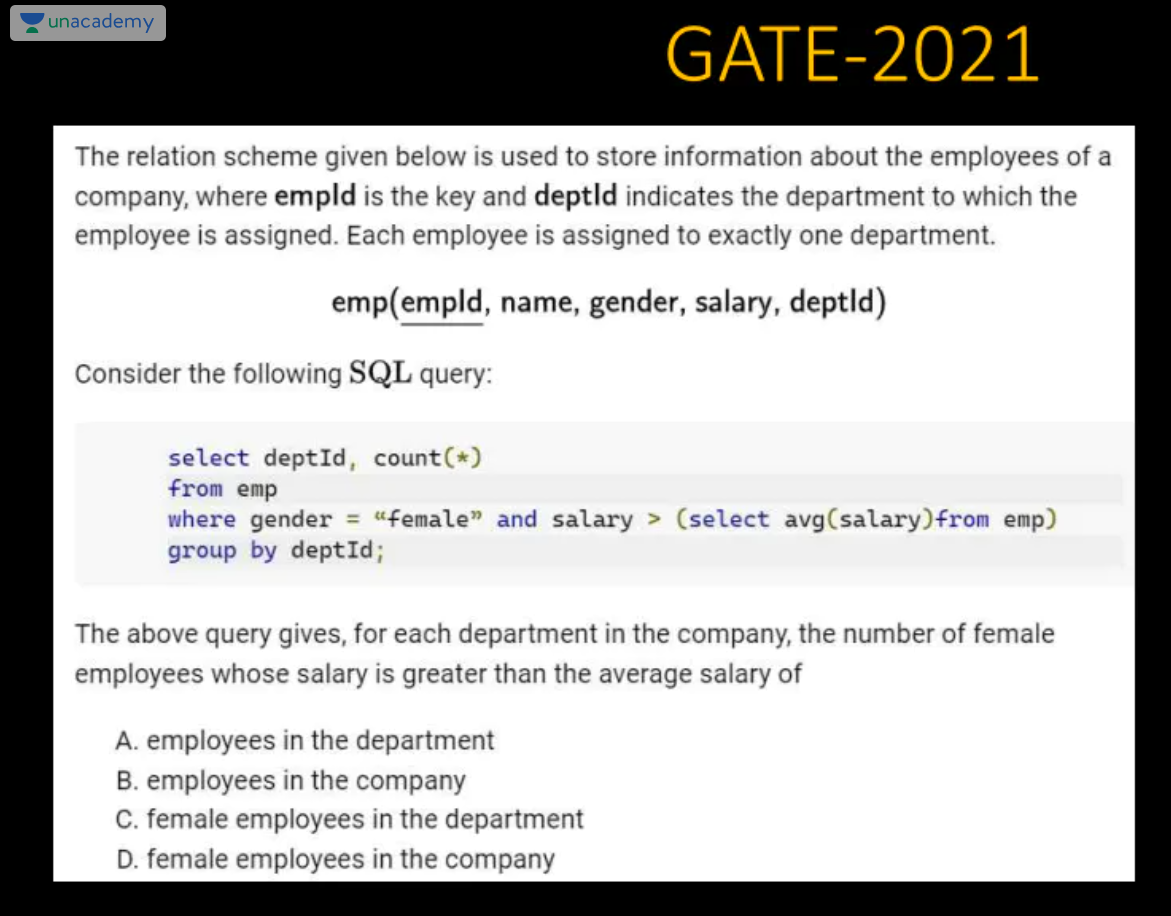 unacademy
GATE-2021
The relation scheme given below is used to store information about the employees of a
company, where empId is the key and deptId indicates the department to which the
employee is assigned. Each employee is assigned to exactly one department.
emp(empId, name, gender, salary, deptId)
Consider the following SQL query:
select deptId, count(*)
from emp
where gender = “female” and salary > (select avg(salary)from emp)
group by deptId;
The above query gives, for each department in the company, the number of female
employees whose salary is greater than the average salary of
A. employees in the department
B. employees in the company
C. female employees in the department
D. female employees in the company